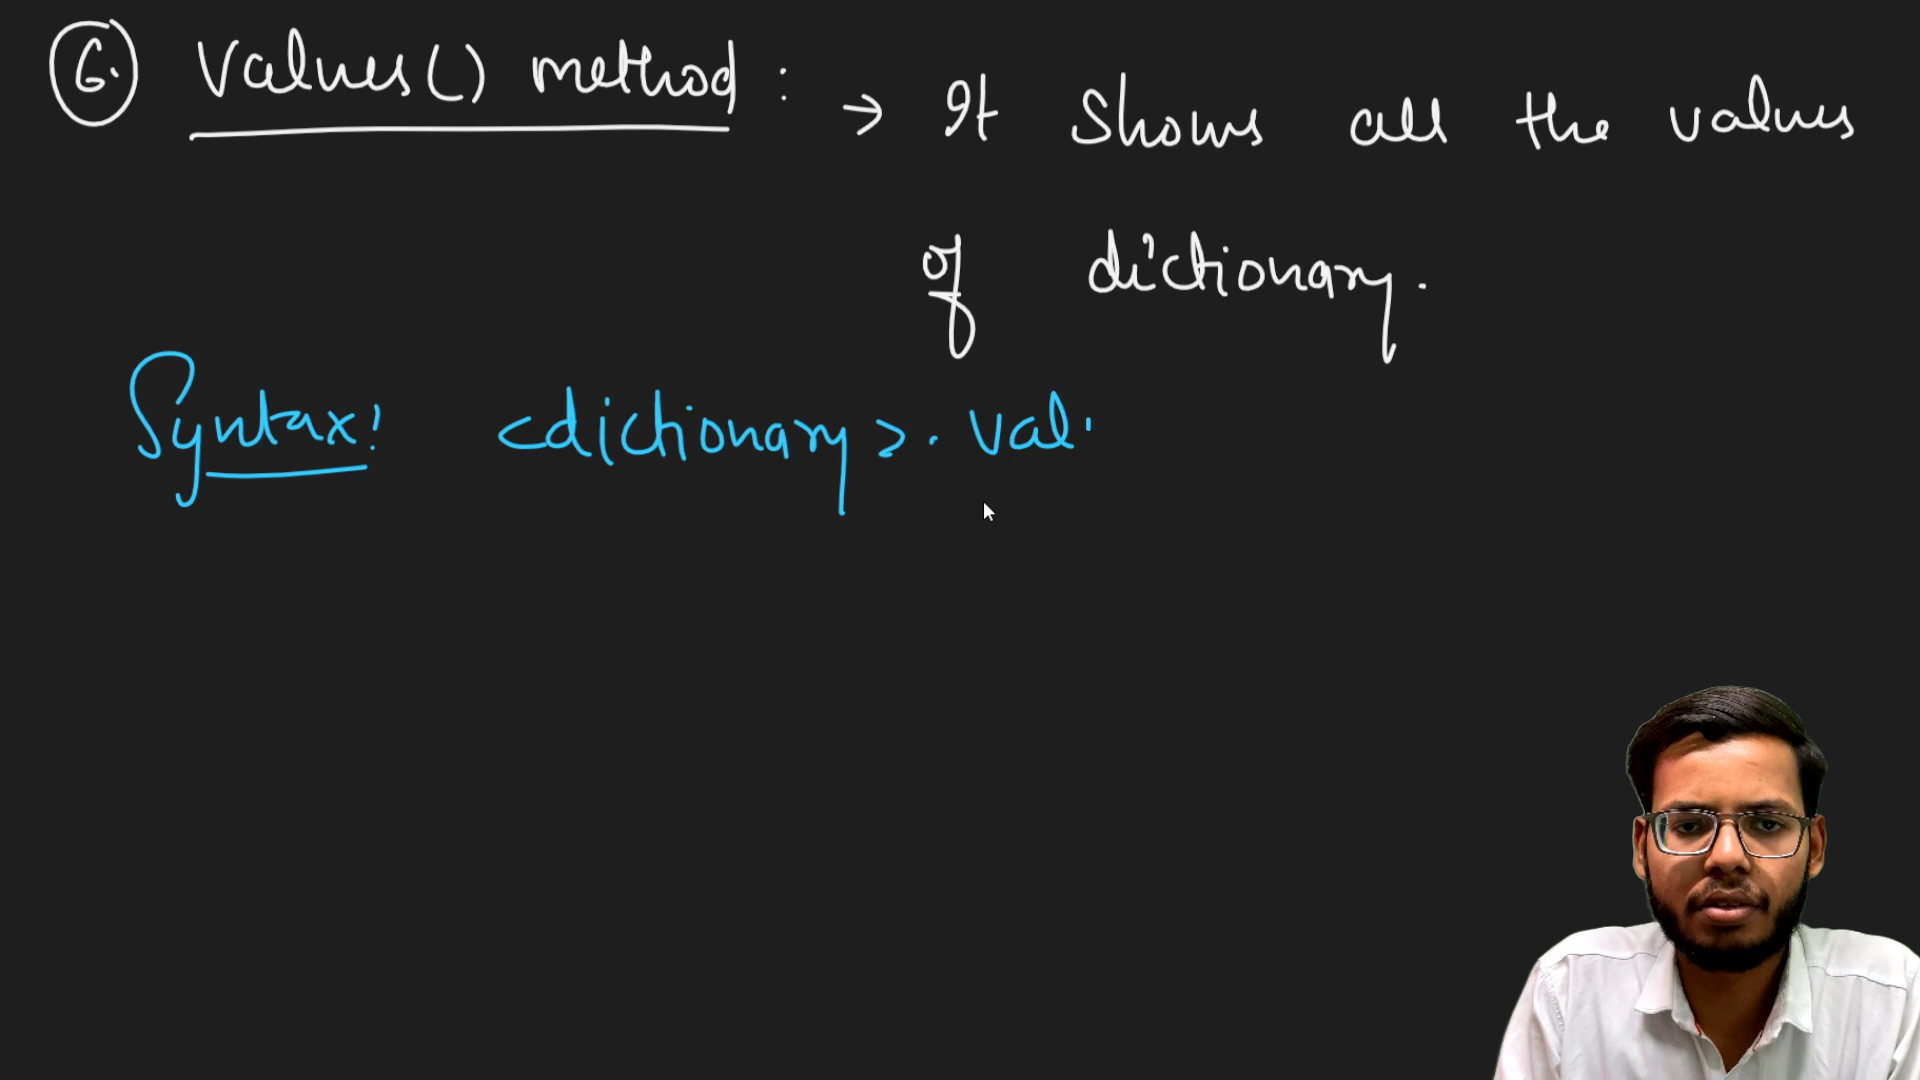 6. Values() method : → It shows all the values
of dictionary.
Syntax: <dictionary>. val